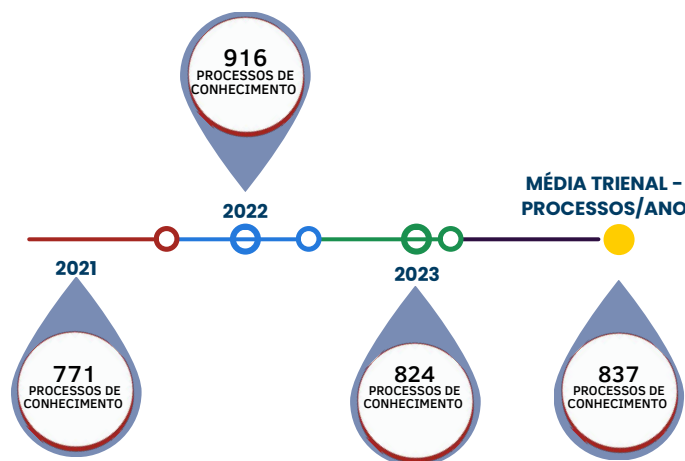 916
PROCESSOS DE
CONHECIMENTO
2022
MÉDIA TRIENAL -
PROCESSOS/ANO
2021
771
PROCESSOS DE
CONHECIMENTO
2023
824
PROCESSOS DE
CONHECIMENTO
837
PROCESSOS DE
CONHECIMENTO